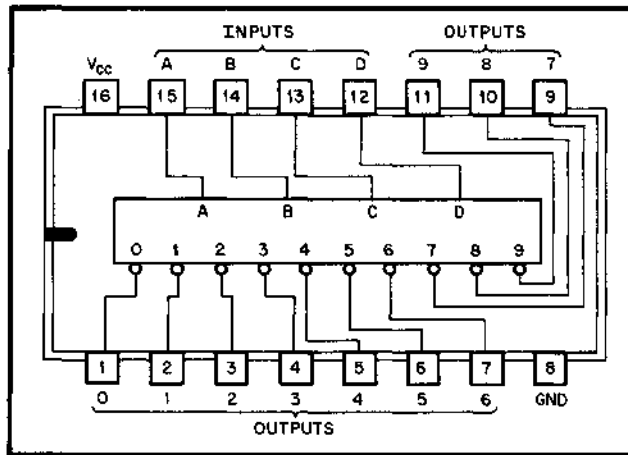 INPUTS OUTPUTS
VCC A B C D 9 8 7
16 15 14 13 12 11 10 9
A B C D
0 1 2 3 4 5 6 7 8 9
1 2 3 4 5 6 7 8
0 1 2 3 4 5 6 GND
OUTPUTS